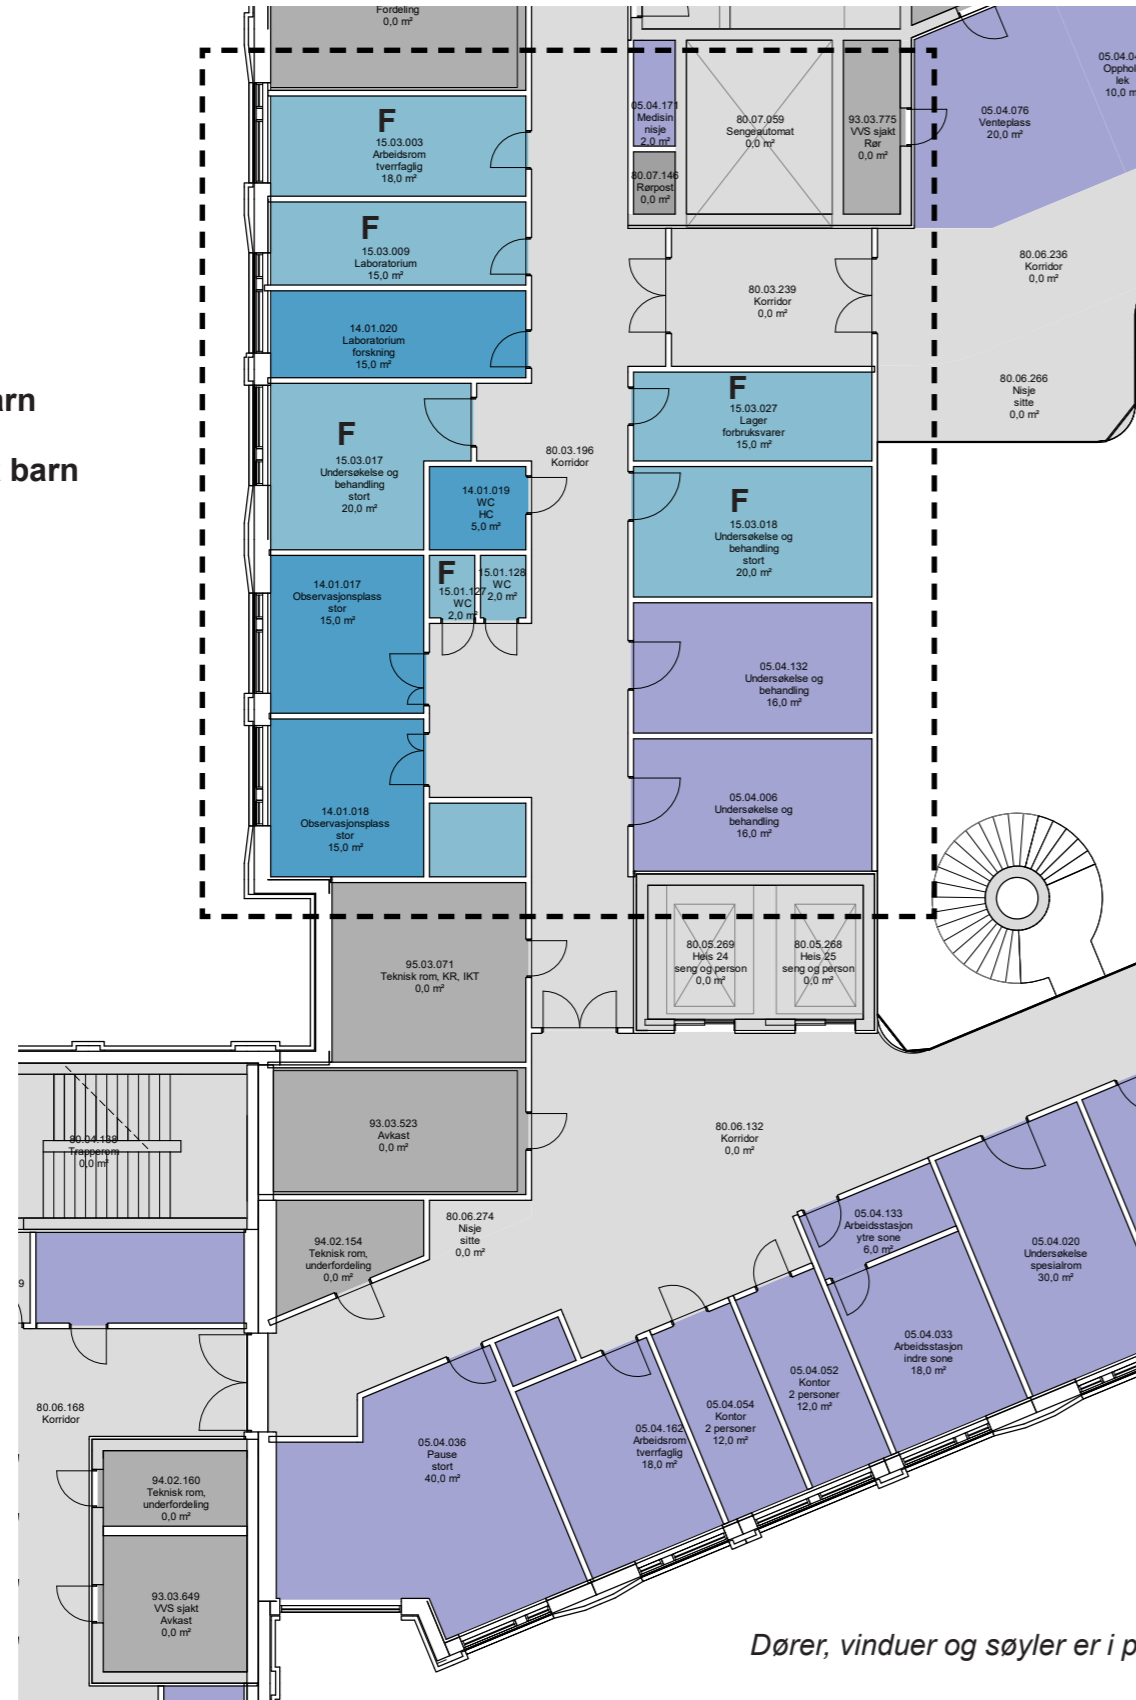 Fordeling
0,0 m²
F
15.03.003
Arbeidsrom
tverrfaglig
18,0 m²
F
15.03.009
Laboratorium
15,0 m²
14.01.020
Laboratorium
forskning
15,0 m²
F
15.03.017
Undersøkelse og
behandling
stort
20,0 m²
14.01.019
WC
HC
5,0 m²
F
15.01.127
WC
2,0 m²
15.01.128
WC
2,0 m²
14.01.017
Observasjonsplass
stor
15,0 m²
14.01.018
Observasjonsplass
stor
15,0 m²
05.04.171
Medisin
nisje
2,0 m²
80.07.146
Rørpost
0,0 m²
80.07.059
Sengeautomat
0,0 m²
93.03.775
VVS sjakt
Rør
0,0 m²
05.04.076
Venteplass
20,0 m²
05.04.04
Opphol
lek
10,0 m
80.06.236
Korridor
0,0 m²
80.03.239
Korridor
0,0 m²
80.06.266
Nisje
sitte
0,0 m²
80.03.196
Korridor
F
15.03.027
Lager
forbruksvarer
15,0 m²
F
15.03.018
Undersøkelse og
behandling
stort
20,0 m²
05.04.132
Undersøkelse og
behandling
16,0 m²
05.04.006
Undersøkelse og
behandling
16,0 m²
arn
barn
80.05.269
Heis 24
seng og person
0,0 m²
80.05.268
Heis 25
seng og person
0,0 m²
95.03.071
Teknisk rom, KR, IKT
0,0 m²
93.03.523
Avkast
0,0 m²
80.04.138
Trapperom
0,0 m²
80.06.132
Korridor
0,0 m²
80.06.274
Nisje
sitte
0,0 m²
94.02.154
Teknisk rom,
underfordeling
0,0 m²
9
05.04.133
Arbeidsstasjon
ytre sone
6,0 m²
05.04.020
Undersøkelse
spesialrom
30,0 m²
05.04.033
Arbeidsstasjon
indre sone
18,0 m²
05.04.052
Kontor
2 personer
12,0 m²
05.04.054
Kontor
2 personer
12,0 m²
05.04.162
Arbeidsrom
tverrfaglig
18,0 m²
05.04.036
Pause
stort
40,0 m²
80.06.168
Korridor
94.02.160
Teknisk rom,
underfordeling
0,0 m²
93.03.649
VVS sjakt
Avkast
0,0 m²
Dører, vinduer og søyler er i p